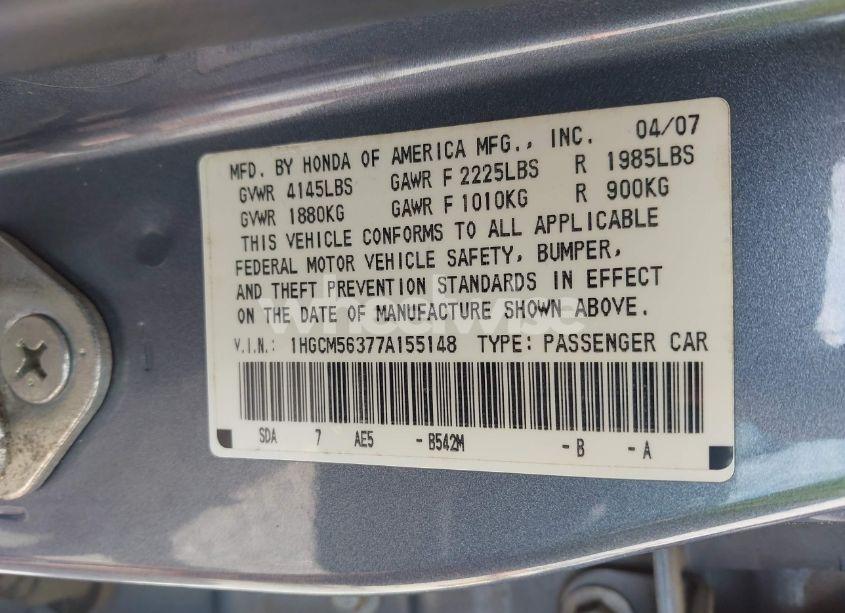 MFD. BY HONDA OF AMERICA MFG., INC. 04/07
GVWR 4145LBS GAWR F 2225LBS R 1985LBS
GVWR 1880KG GAWR F 1010KG R 900KG
THIS VEHICLE CONFORMS TO ALL APPLICABLE
FEDERAL MOTOR VEHICLE SAFETY, BUMPER,
AND THEFT PREVENTION STANDARDS IN EFFECT
ON THE DATE OF MANUFACTURE SHOWN ABOVE.
wheelwise
V.I.N.: 1HGCM56377A155148 TYPE: PASSENGER CAR
SDA 7 AE5 - B542M - B - A